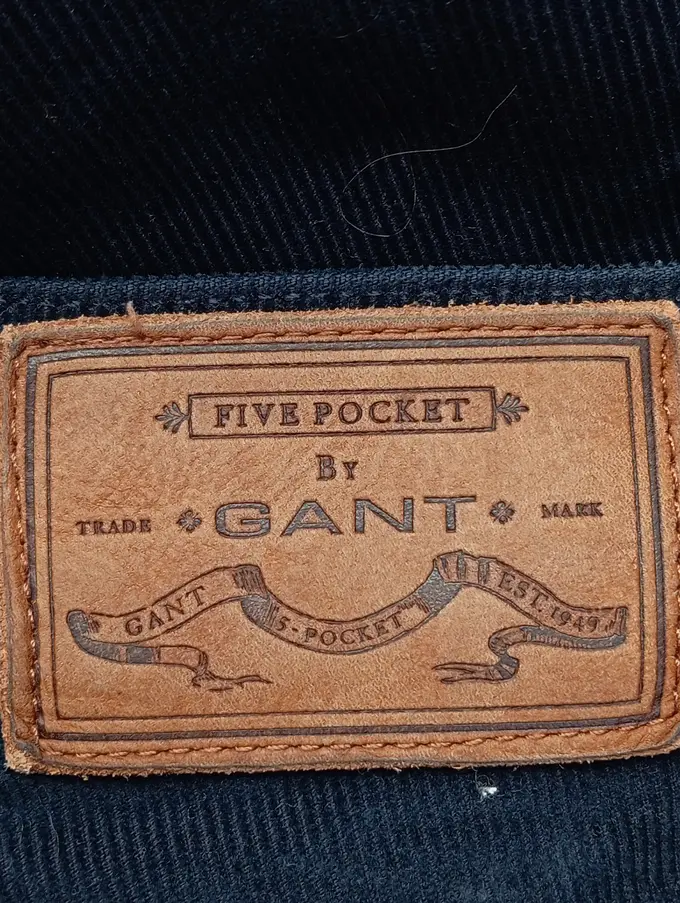 FIVE POCKET
BY
TRADE GANT MARK
GANT 5-POCKET EST. 1949